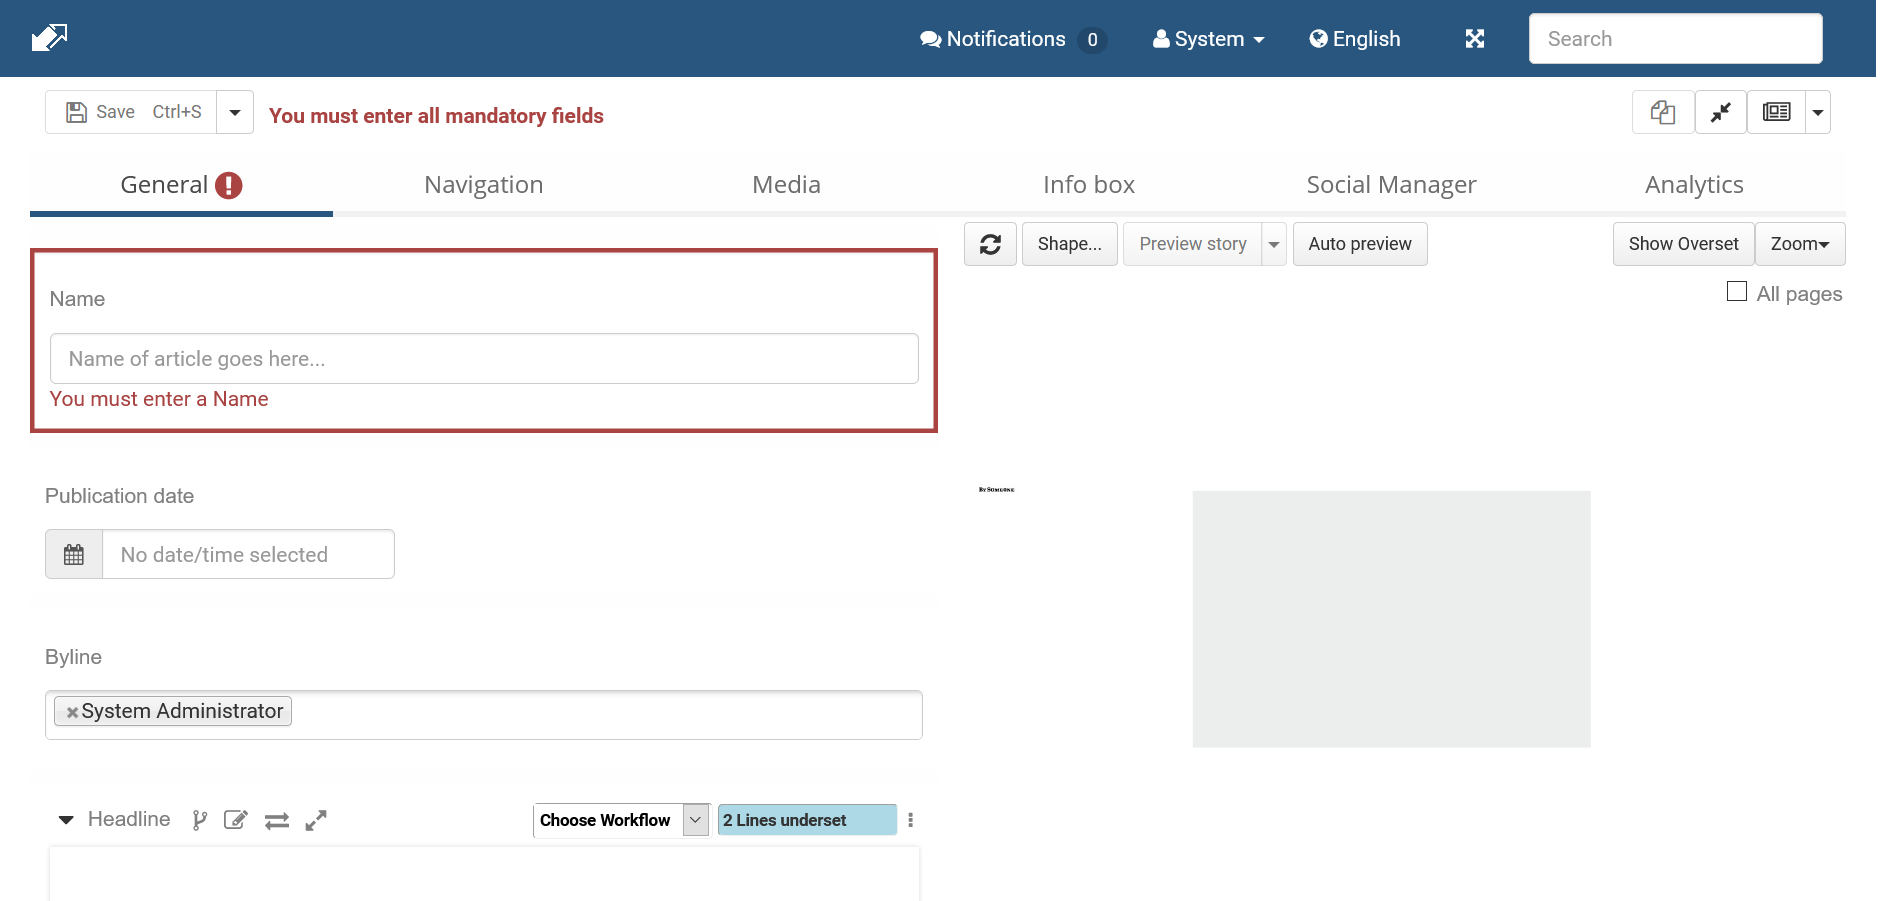 Notifications 0 System English Search
Save Ctrl+S You must enter all mandatory fields
General Navigation Media Info box Social Manager Analytics
Shape... Preview story Auto preview Show Overset Zoom
All pages
Name
Name of article goes here...
You must enter a Name
Publication date
By Someone
No date/time selected
Byline
System Administrator
Headline Choose Workflow 2 Lines underset